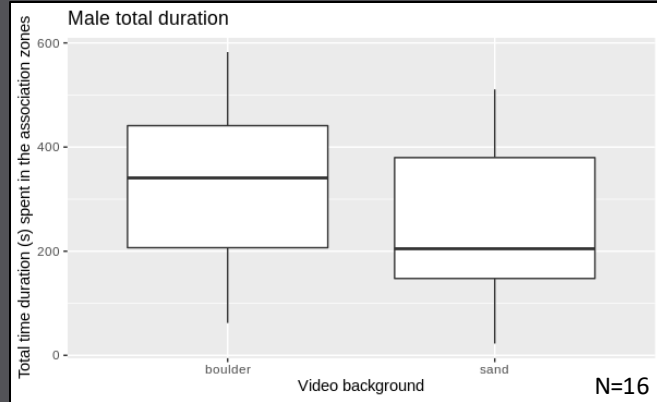 Male total duration
Total time duration (s) spent in the association zones
600
400
200
0
boulder
sand
Video background
N=16